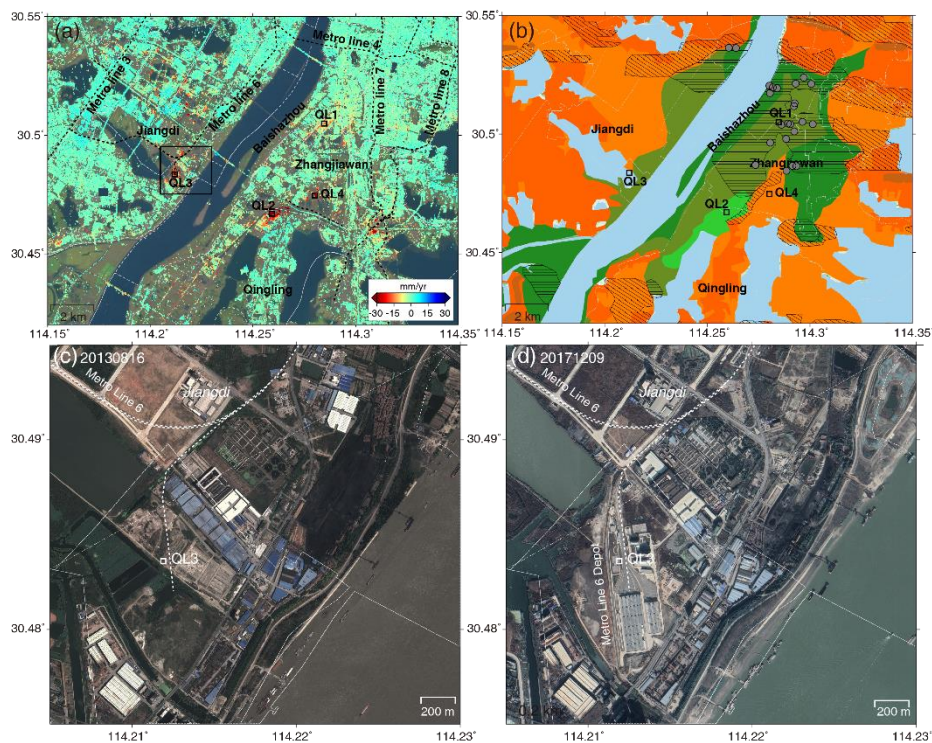 (a)
30.55
30.5
30.45
114.15
114.2
114.25
114.3
114.35
Metro line 3
Metro line 6
Metro line 4
Metro line 7
Metro line 8
Jiangdi
Baishazhou
QL1
Zhangjiawan
QL3
QL4
QL2
Qingling
2 km
mm/yr
-30 -15 0 15 30
(b)
30.55
30.5
30.45
114.15
114.2
114.25
114.3
114.35
Jiangdi
Baishazhou
QL1
Zhangjiawan
QL3
QL4
QL2
Qingling
2 km
(c) 20130816
Metro Line 6
Jiangdi
QL3
30.49
30.48
200 m
114.21
114.22
114.23
(d) 20171209
Metro Line 6
Jiangdi
QL3
Metro Line 6 Depot
30.49
30.48
200 m
114.21
114.22
114.23